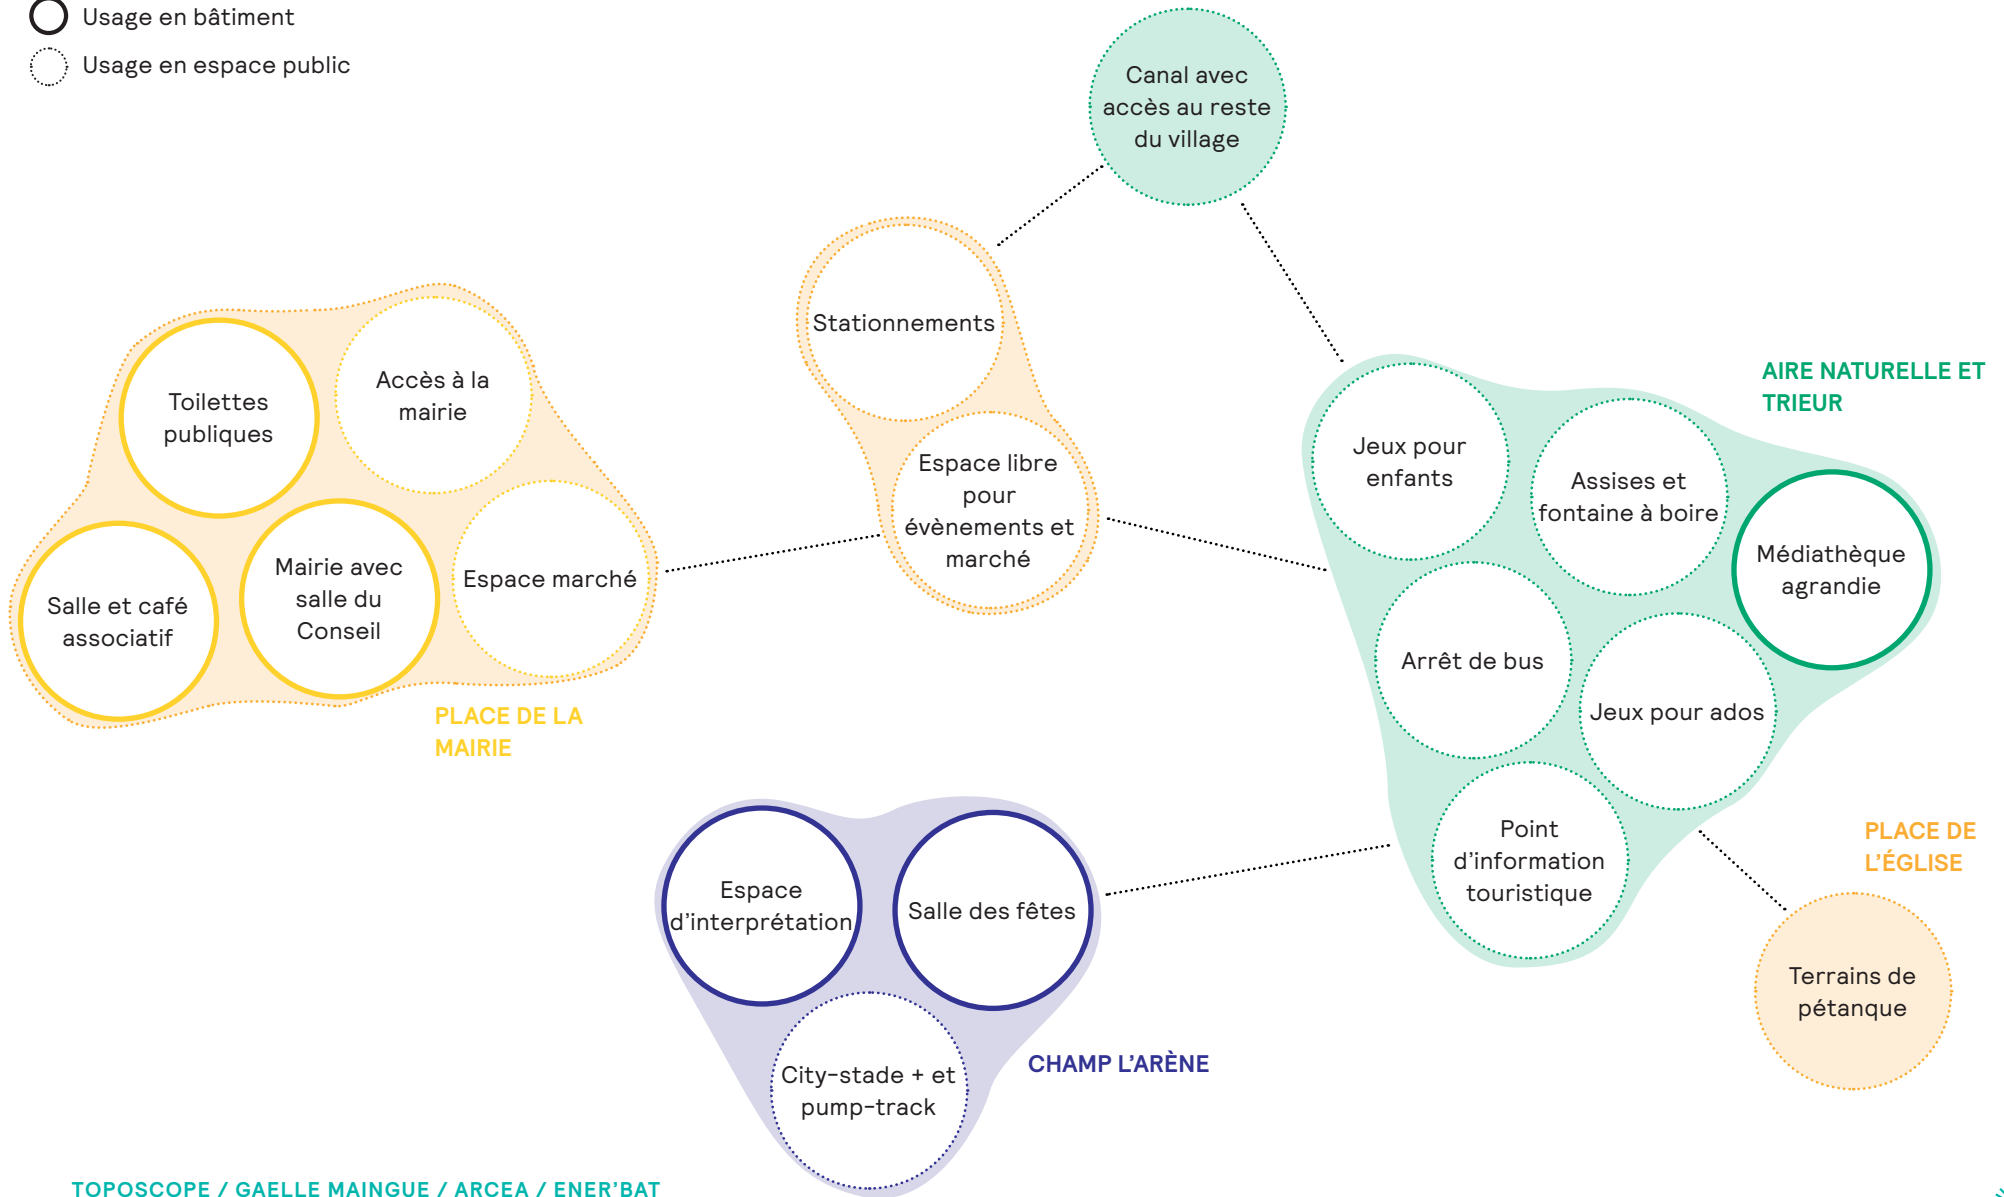 Usage en bâtiment
Usage en espace public
Canal avec
accès au reste
du village
Stationnements
Espace libre
pour
évènements et
marché
Toilettes
publiques
Accès à la
mairie
Salle et café
associatif
Mairie avec
salle du
Conseil
Espace marché
PLACE DE LA
MAIRIE
AIRE NATURELLE ET
TRIEUR
Jeux pour
enfants
Assises et
fontaine à boire
Médiathèque
agrandie
Arrêt de bus
Jeux pour ados
Point
d'information
touristique
PLACE DE
L'ÉGLISE
Terrains de
pétanque
Espace
d'interprétation
Salle des fêtes
City-stade + et
pump-track
CHAMP L'ARÈNE
TOPOSCOPE / GAELLE MAINGUE / ARCEA / ENER'BAT